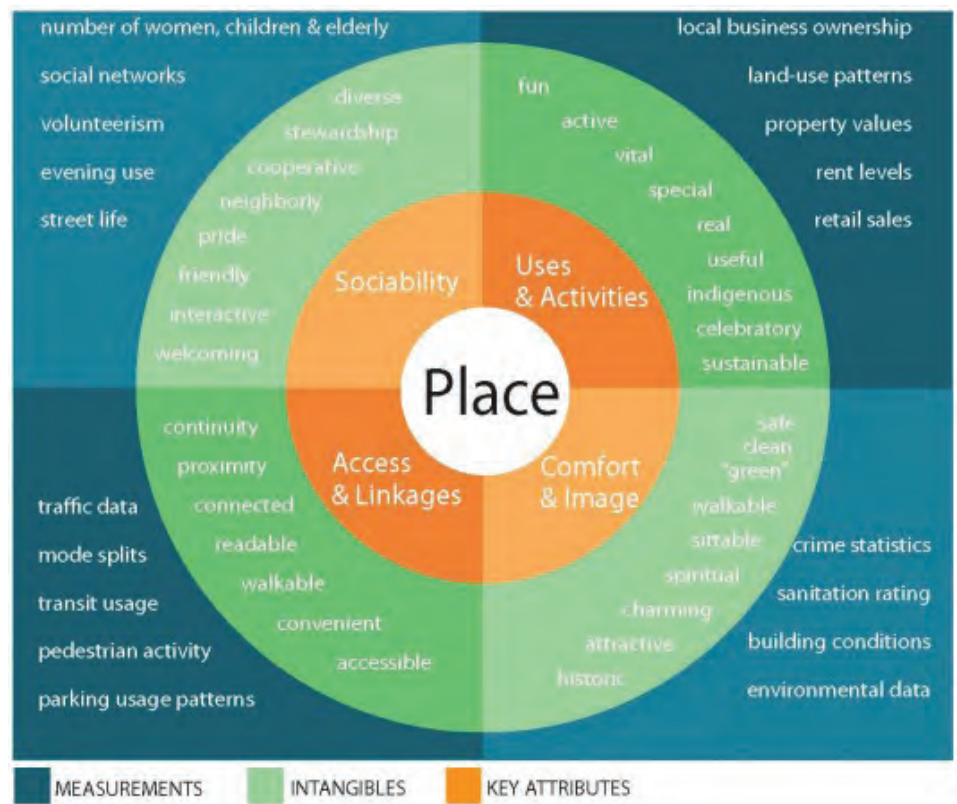 number of women, children & elderly
social networks
volunteerism
evening use
street life
local business ownership
land-use patterns
property values
rent levels
retail sales
diverse
stewardship
cooperative
neighborly
pride
friendly
interactive
welcoming
fun
active
vital
special
real
useful
indigenous
celebratory
sustainable
Sociability
Uses
& Activities
Place
Access
& Linkages
Comfort
& Image
continuity
proximity
connected
readable
walkable
convenient
accessible
safe
clean
"green"
walkable
sittable
spiritual
charming
attractive
historic
traffic data
mode splits
transit usage
pedestrian activity
parking usage patterns
crime statistics
sanitation rating
building conditions
environmental data
MEASUREMENTS
INTANGIBLES
KEY ATTRIBUTES